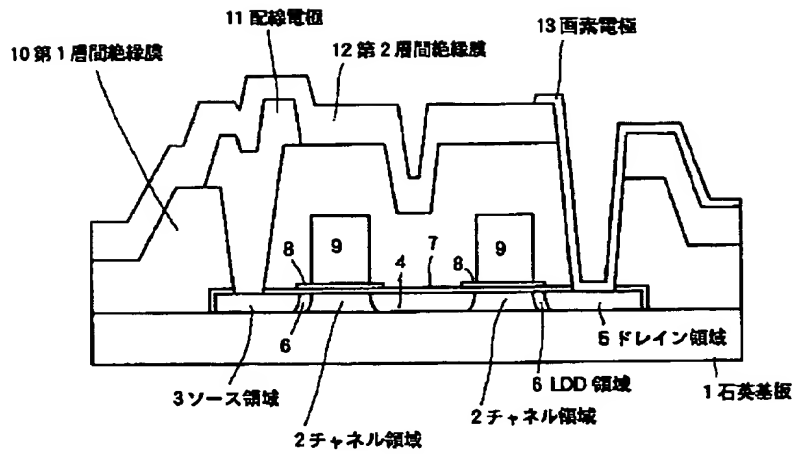 11 配線電極
13 画素電極
10 第1層間絶縁膜
12 第2層間絶縁膜
8
9
4
7
8
9
6
5 ドレイン領域
3 ソース領域
6 LDD 領域
1 石英基板
2 チャネル領域
2 チャネル領域